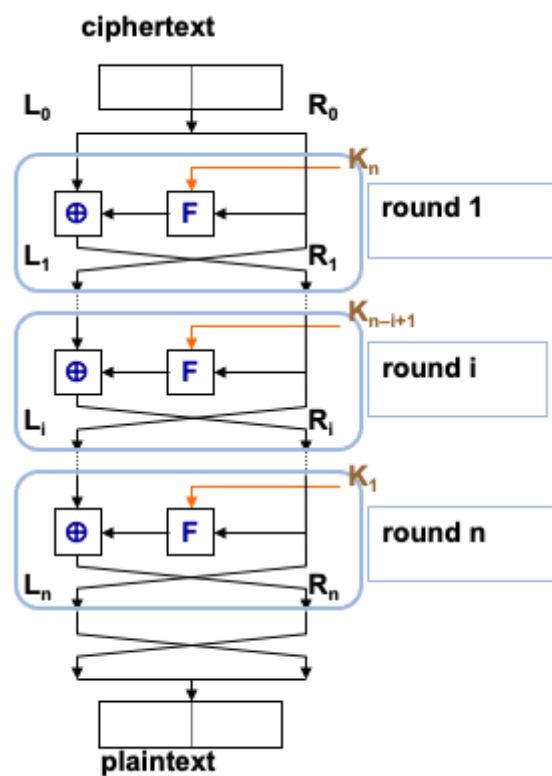 ciphertext
L₀ R₀
Kₙ
⊕ F round 1
L₁ R₁
Kₙ₋ᵢ₊₁
⊕ F round i
Lᵢ Rᵢ
K₁
⊕ F round n
Lₙ Rₙ
plaintext